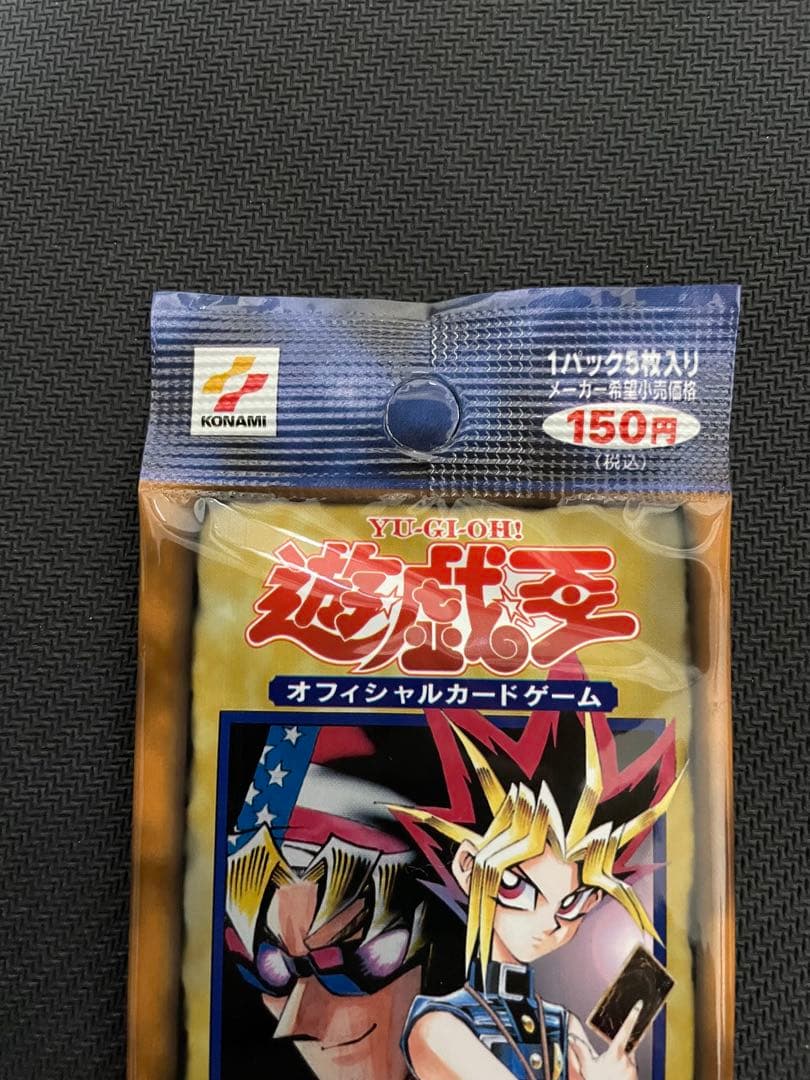 KONAMI
1パック5枚入り
メーカー希望小売価格
150円
(税込)
YU-GI-OH!
遊戯王
オフィシャルカードゲーム